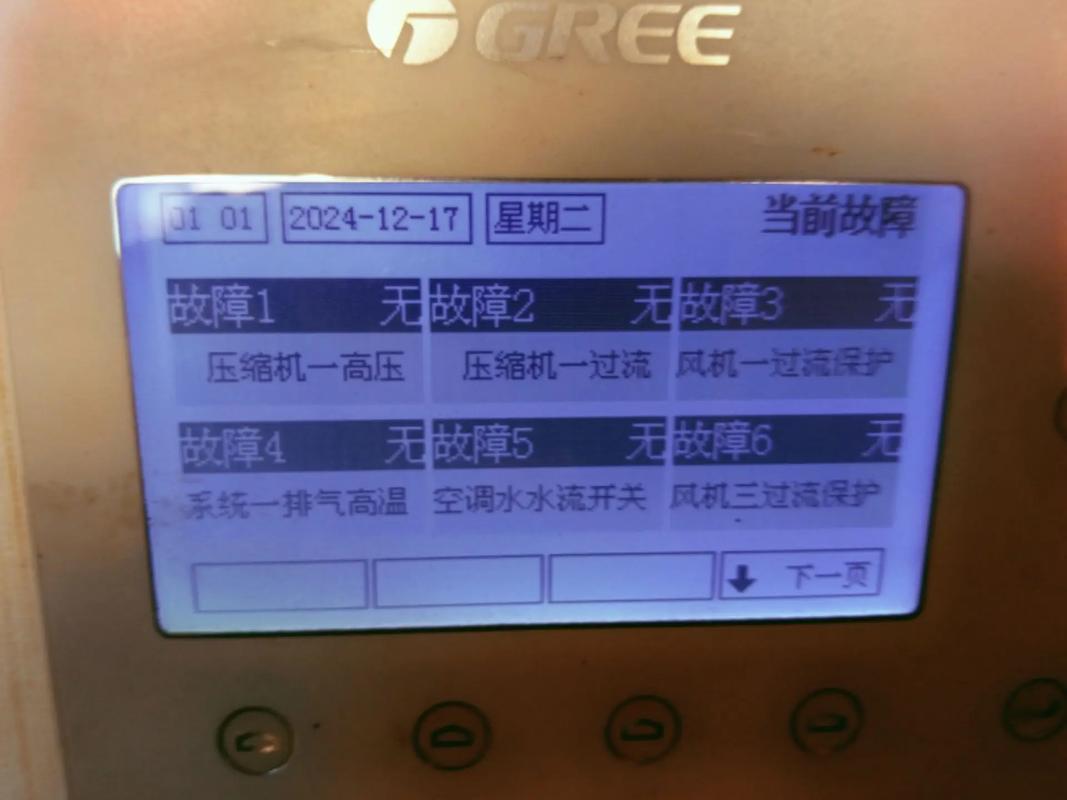 GREE
01 01 2024-12-17 星期二 当前故障
故障1 无 故障2 无 故障3 无
压缩机一高压 压缩机一过流 风机一过流保护
故障4 无 故障5 无 故障6 无
系统一排气高温 空调水水流开关 风机三过流保护
下一页